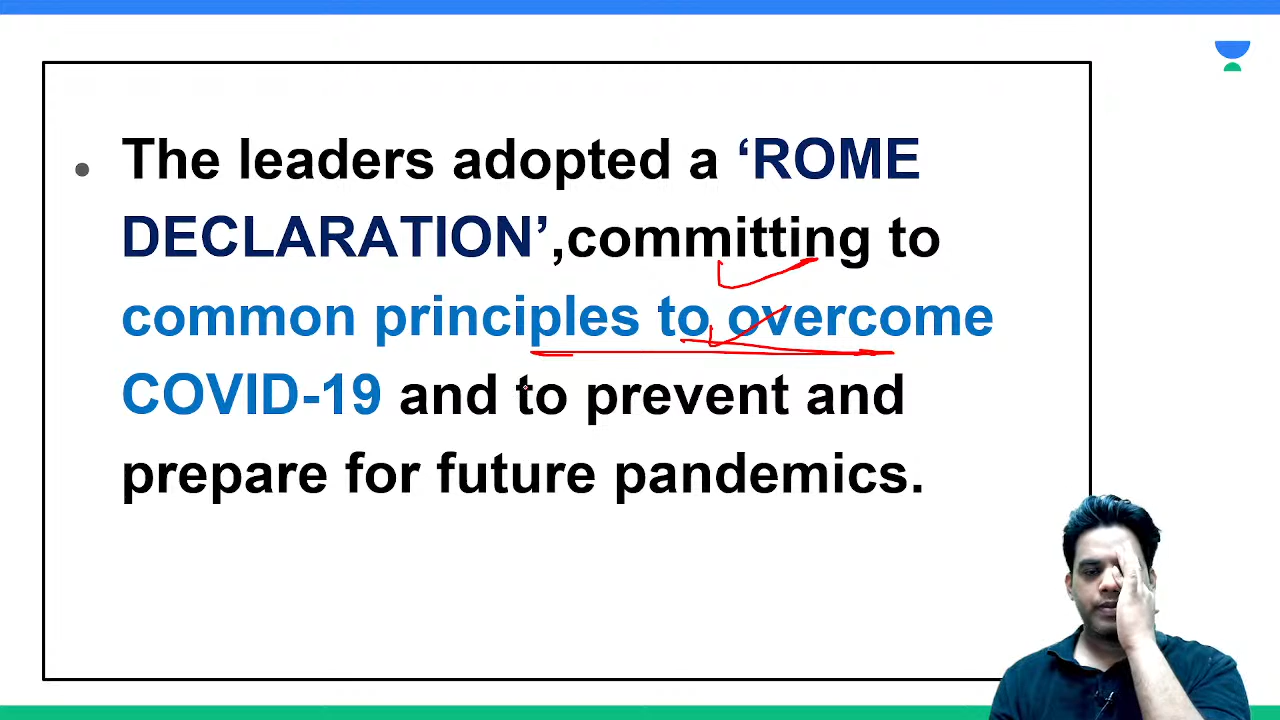 The leaders adopted a ‘ROME
DECLARATION’,committing to
common principles to overcome
COVID-19 and to prevent and
prepare for future pandemics.